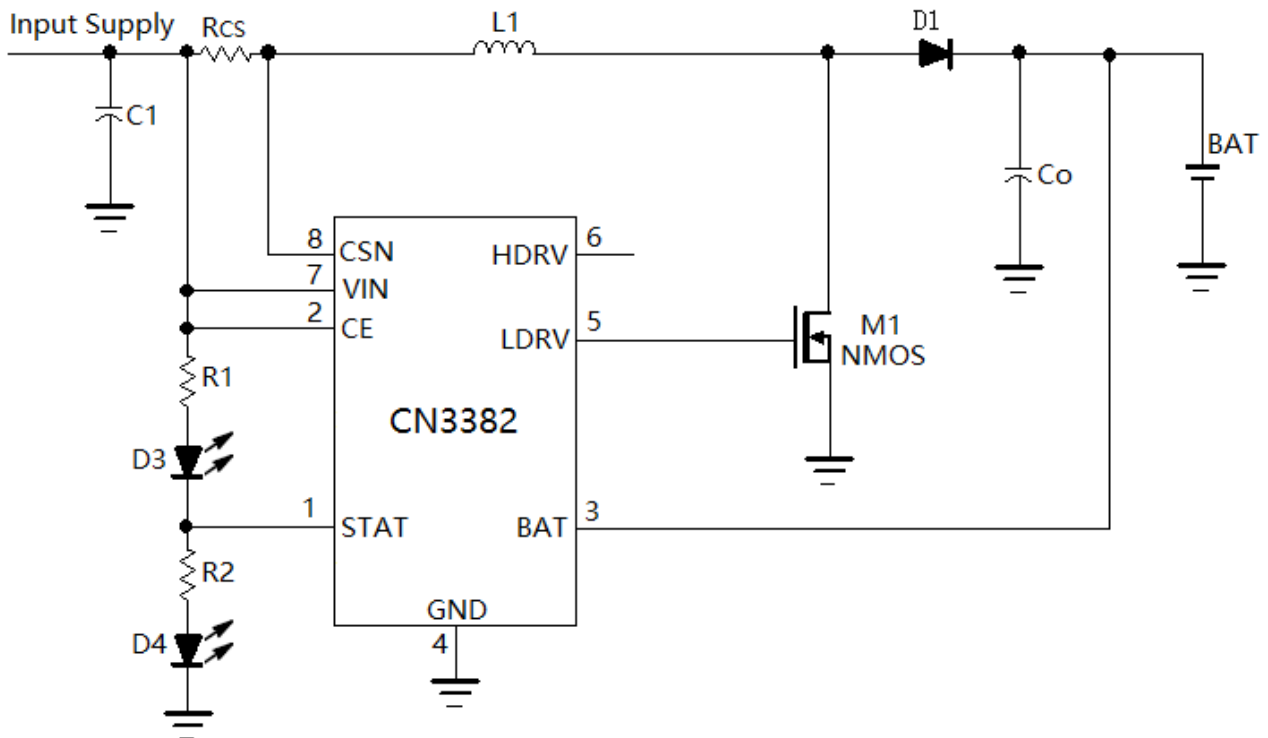 Input Supply
RCS
L1
D1
C1
Co
BAT
8
CSN
HDRV
6
7
VIN
2
CE
LDRV
5
M1
NMOS
R1
CN3382
D3
1
STAT
BAT
3
R2
GND
4
D4